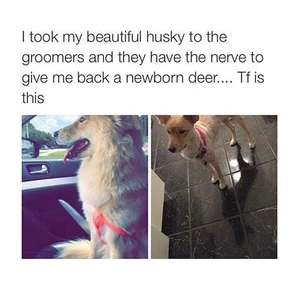 I took my beautiful husky to the
groomers and they have the nerve to
give me back a newborn deer.... Tf is
this